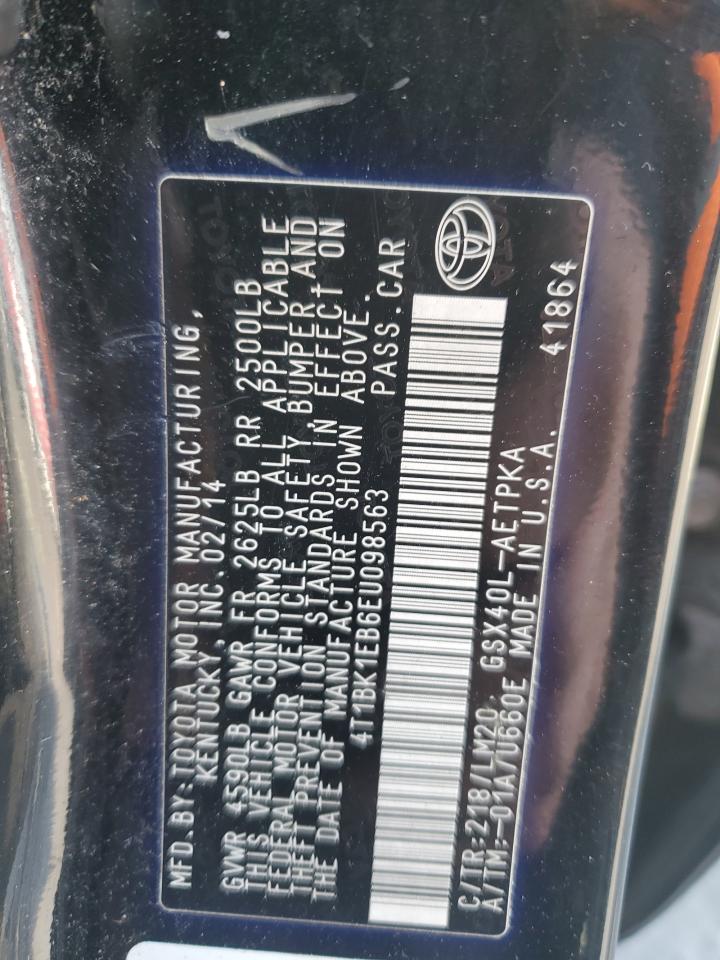 MFD.BY:TOYOTA MOTOR MANUFACTURING,
KENTUCKY, INC.02/14
GVWR 4590LB GAWR FR 2625LB RR 2500LB
THIS VEHICLE CONFORMS TO ALL APPLICABLE
FEDERAL MOTOR VEHICLE SAFETY, BUMPER AND
THEFT PREVENTION STANDARDS IN EFFECT ON
THE DATE OF MANUFACTURE SHOWN ABOVE.
4T1BK1EB6EU098563 PASS.CAR
C/TR:218/LM20, GSX40L-AETPKA
A/TM:-01A/U660E MADE IN U.S.A. 41864